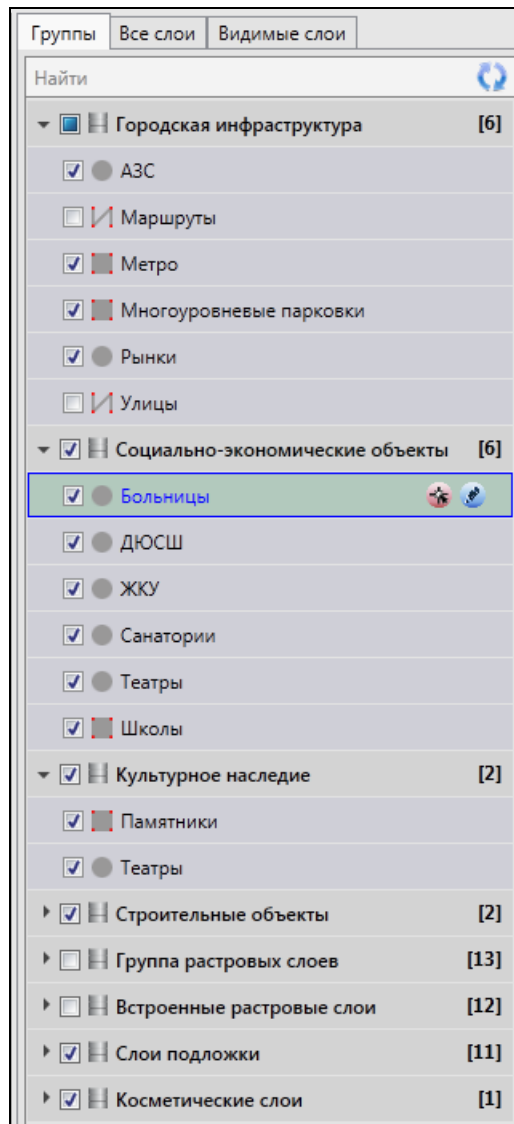 Группы Все слои Видимые слои
Найти
Городская инфраструктура [6]
АЗС
Маршруты
Метро
Многоуровневые парковки
Рынки
Улицы
Социально-экономические объекты [6]
Больницы
ДЮСШ
ЖКУ
Санатории
Театры
Школы
Культурное наследие [2]
Памятники
Театры
Строительные объекты [2]
Группа растровых слоев [13]
Встроенные растровые слои [12]
Слои подложки [11]
Косметические слои [1]